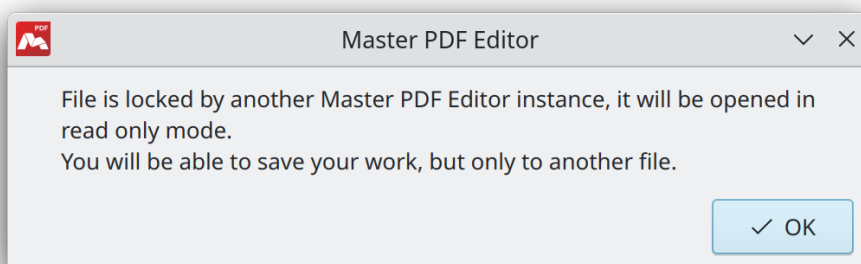 PDF
Master PDF Editor
File is locked by another Master PDF Editor instance, it will be opened in
read only mode.
You will be able to save your work, but only to another file.
OK